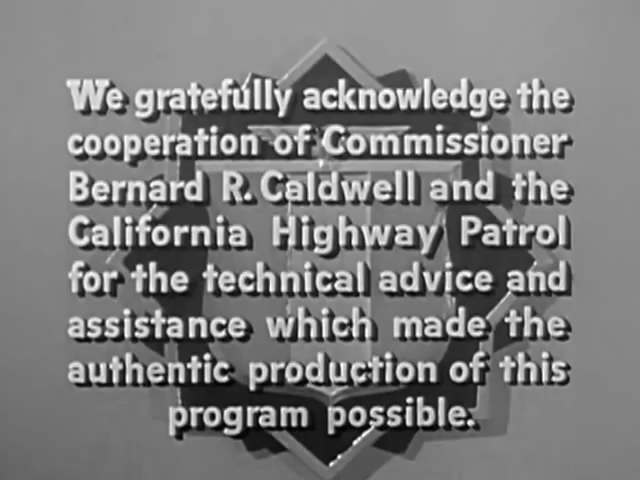 We gratefully acknowledge the
cooperation of Commissioner
Bernard R. Caldwell and the
California Highway Patrol
for the technical advice and
assistance which made the
authentic production of this
program possible.